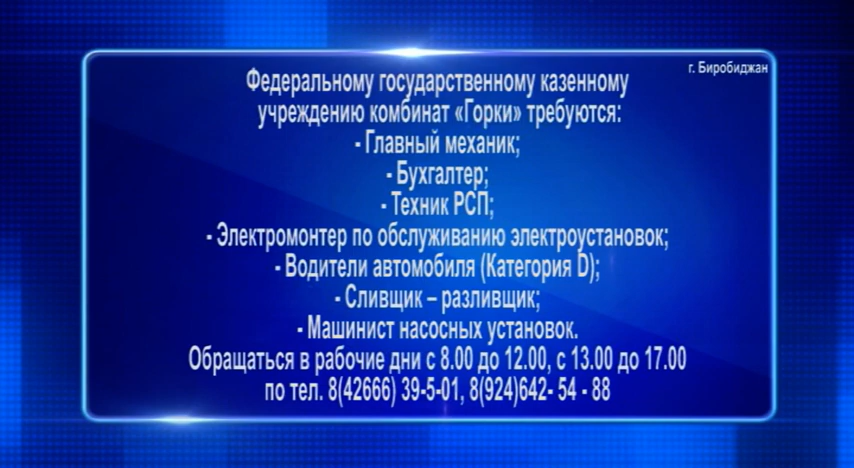 г. Биробиджан
Федеральному государственному казенному
учреждению комбинат «Горки» требуются:
- Главный механик;
- Бухгалтер;
- Техник РСП;
- Электромонтер по обслуживанию электроустановок;
- Водители автомобиля (Категория D);
- Сливщик – разливщик;
- Машинист насосных установок.
Обращаться в рабочие дни с 8.00 до 12.00, с 13.00 до 17.00
по тел. 8(42666) 39-5-01, 8(924)642- 54 - 88